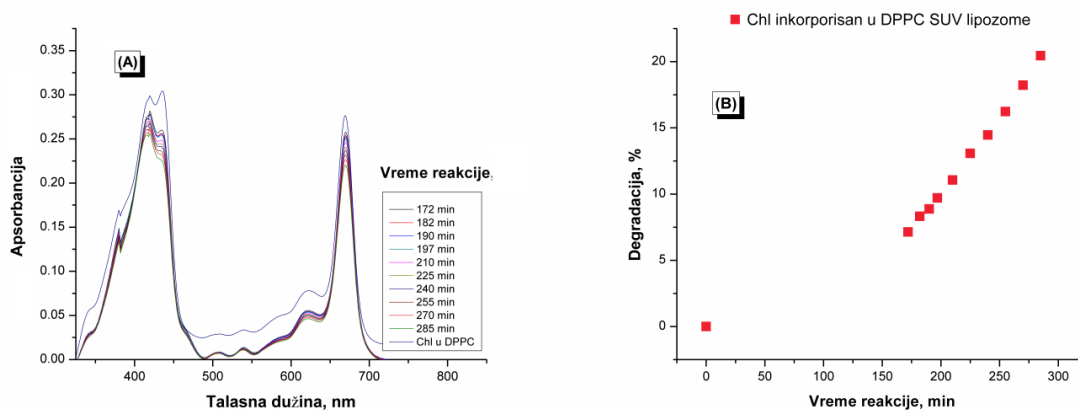 (A)
0.35
0.30
0.25
0.20
0.15
0.10
0.05
0.00
Apsorbancija
400
500
600
700
800
Talasna dužina, nm
Vreme reakcije,
172 min
182 min
190 min
197 min
210 min
225 min
240 min
255 min
270 min
285 min
Chl u DPPC
Chl inkorporisan u DPPC SUV lipozome
(B)
20
15
10
5
0
Degradacija, %
0
50
100
150
200
250
300
Vreme reakcije, min